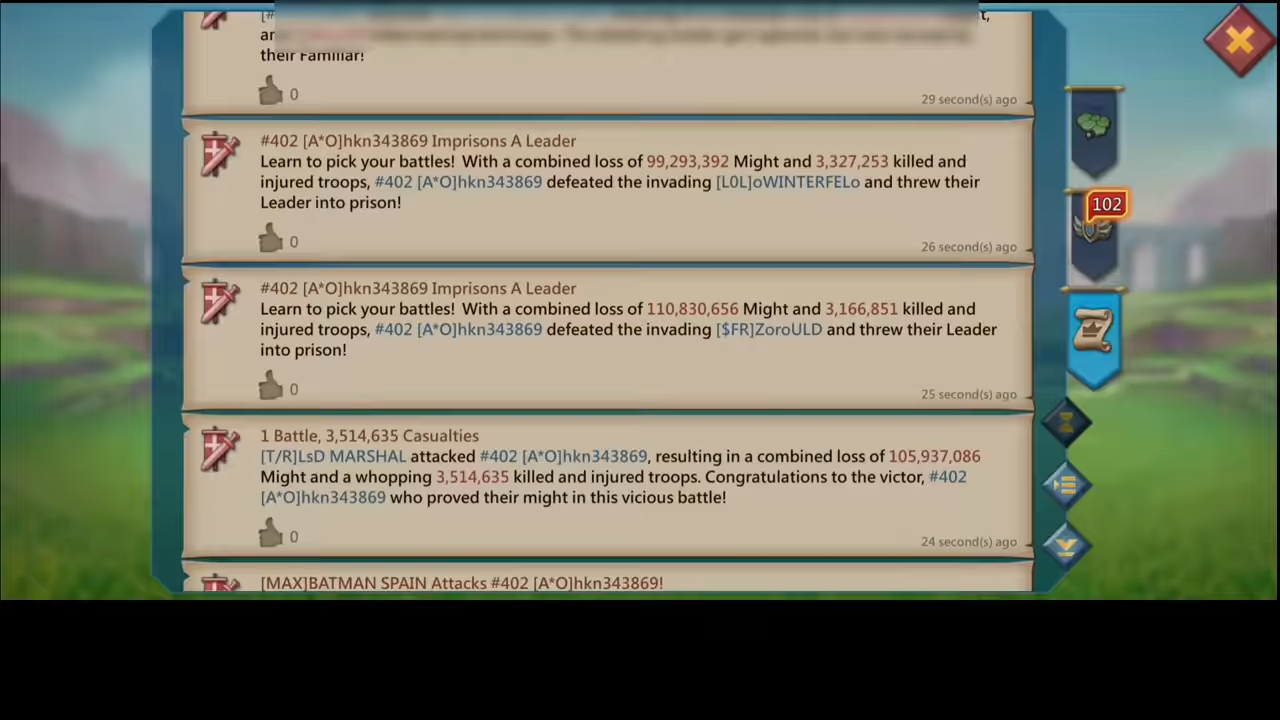 their Familiar!
0
29 second(s) ago
#402 [A*O]hkn343869 Imprisons A Leader
Learn to pick your battles! With a combined loss of 99,293,392 Might and 3,327,253 killed and
injured troops, #402 [A*O]hkn343869 defeated the invading [L0L]oWINTERFELo and threw their
Leader into prison!
0
26 second(s) ago
102
#402 [A*O]hkn343869 Imprisons A Leader
Learn to pick your battles! With a combined loss of 110,830,656 Might and 3,166,851 killed and
injured troops, #402 [A*O]hkn343869 defeated the invading [$FR]ZoroULD and threw their Leader
into prison!
0
25 second(s) ago
1 Battle, 3,514,635 Casualties
[T/R]LsD MARSHAL attacked #402 [A*O]hkn343869, resulting in a combined loss of 105,937,086
Might and a whopping 3,514,635 killed and injured troops. Congratulations to the victor, #402
[A*O]hkn343869 who proved their might in this vicious battle!
0
24 second(s) ago
[MAX]BATMAN SPAIN Attacks #402 [A*O]hkn343869!